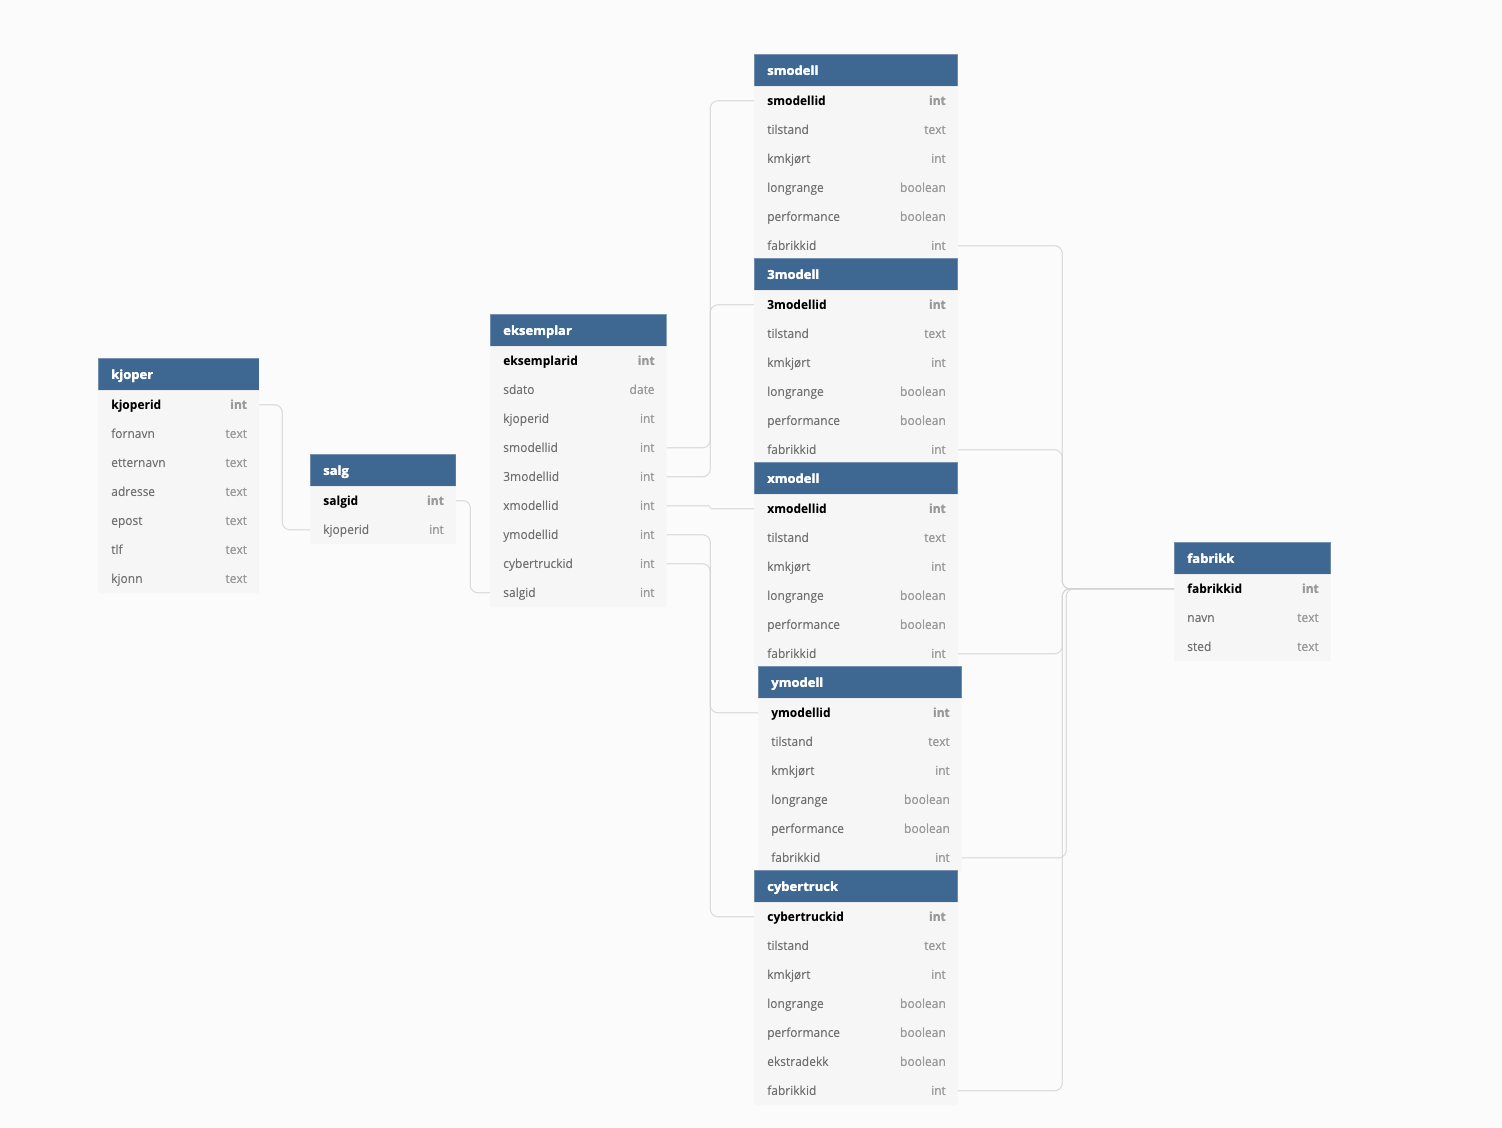 kjoper
kjoperid int
fornavn text
etternavn text
adresse text
epost text
tlf text
kjonn text
salg
salgid int
kjoperid int
eksemplar
eksemplarid int
sdato date
kjoperid int
smodellid int
3modellid int
xmodellid int
ymodellid int
cybertruckid int
salgid int
smodell
smodellid int
tilstand text
kmkjørt int
longrange boolean
performance boolean
fabrikkid int
3modell
3modellid int
tilstand text
kmkjørt int
longrange boolean
performance boolean
fabrikkid int
xmodell
xmodellid int
tilstand text
kmkjørt int
longrange boolean
performance boolean
fabrikkid int
ymodell
ymodellid int
tilstand text
kmkjørt int
longrange boolean
performance boolean
fabrikkid int
cybertruck
cybertruckid int
tilstand text
kmkjørt int
longrange boolean
performance boolean
ekstradekk boolean
fabrikkid int
fabrikk
fabrikkid int
navn text
sted text